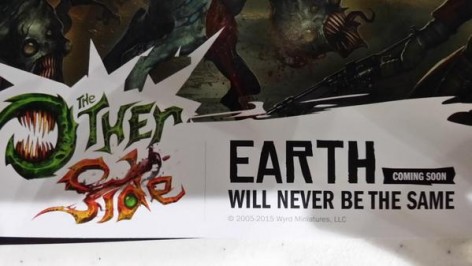 The
Other
Side
EARTH
COMING SOON
WILL NEVER BE THE SAME
© 2005-2015 Wyrd Miniatures, LLC